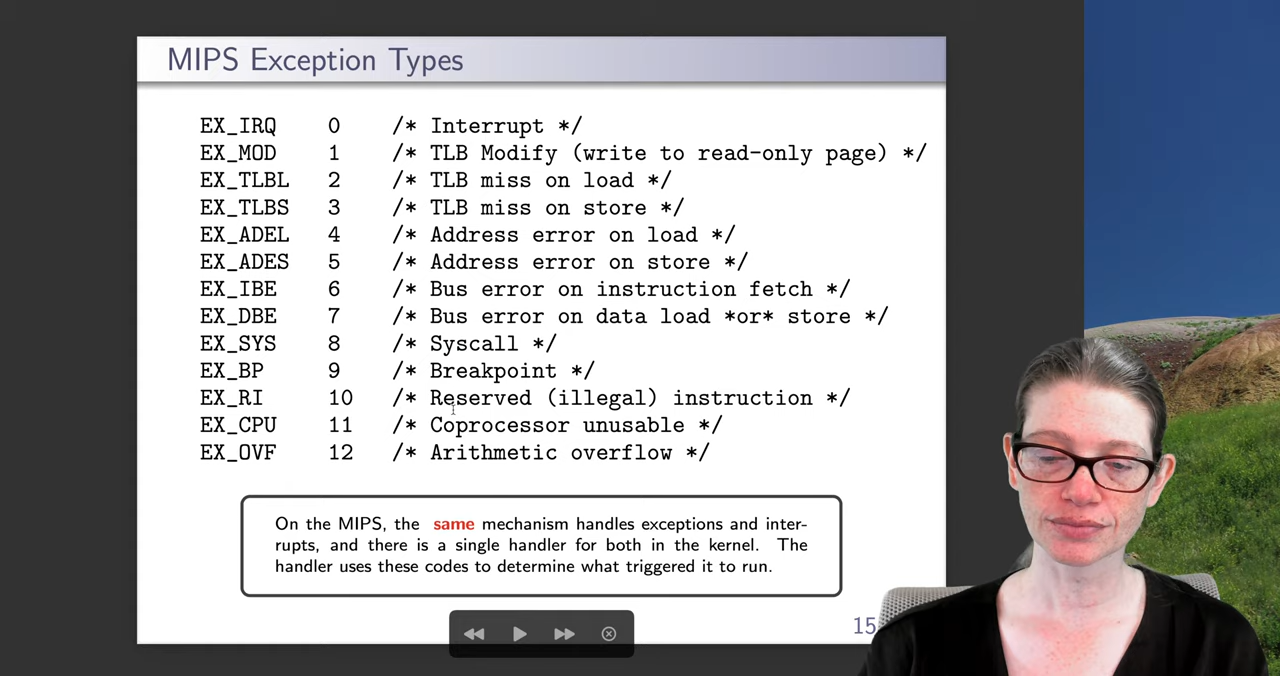 MIPS Exception Types
EX_IRQ 0 /* Interrupt */
EX_MOD 1 /* TLB Modify (write to read-only page) */
EX_TLBL 2 /* TLB miss on load */
EX_TLBS 3 /* TLB miss on store */
EX_ADEL 4 /* Address error on load */
EX_ADES 5 /* Address error on store */
EX_IBE 6 /* Bus error on instruction fetch */
EX_DBE 7 /* Bus error on data load *or* store */
EX_SYS 8 /* Syscall */
EX_BP 9 /* Breakpoint */
EX_RI 10 /* Reserved (illegal) instruction */
EX_CPU 11 /* Coprocessor unusable */
EX_OVF 12 /* Arithmetic overflow */
On the MIPS, the same mechanism handles exceptions and inter-
rupts, and there is a single handler for both in the kernel. The
handler uses these codes to determine what triggered it to run.
15